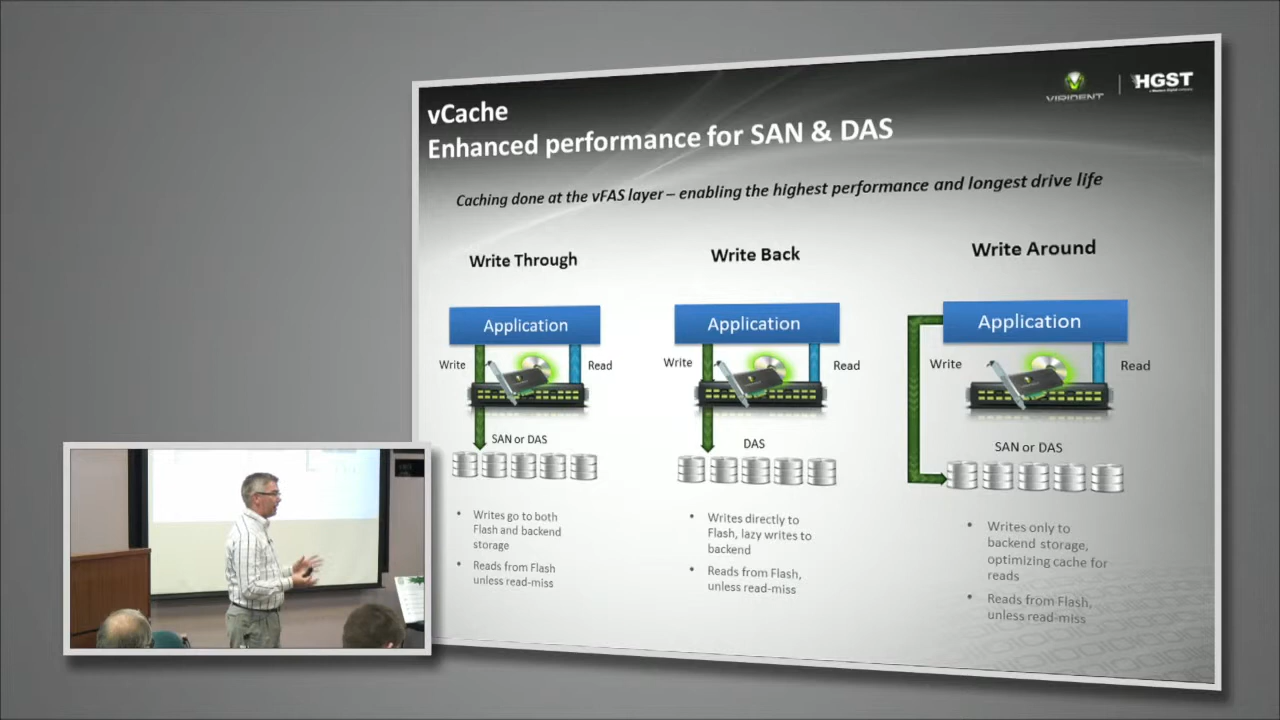 VIRIDENT
HGST
a Western Digital company
vCache
Enhanced performance for SAN & DAS
Caching done at the vFAS layer – enabling the highest performance and longest drive life
Write Through
Application
Write
Read
SAN or DAS
• Writes go to both
Flash and backend
storage
• Reads from Flash
unless read-miss
Write Back
Application
Write
Read
DAS
• Writes directly to
Flash, lazy writes to
backend
• Reads from Flash,
unless read-miss
Write Around
Application
Write
Read
SAN or DAS
• Writes only to
backend storage,
optimizing cache for
reads
• Reads from Flash,
unless read-miss